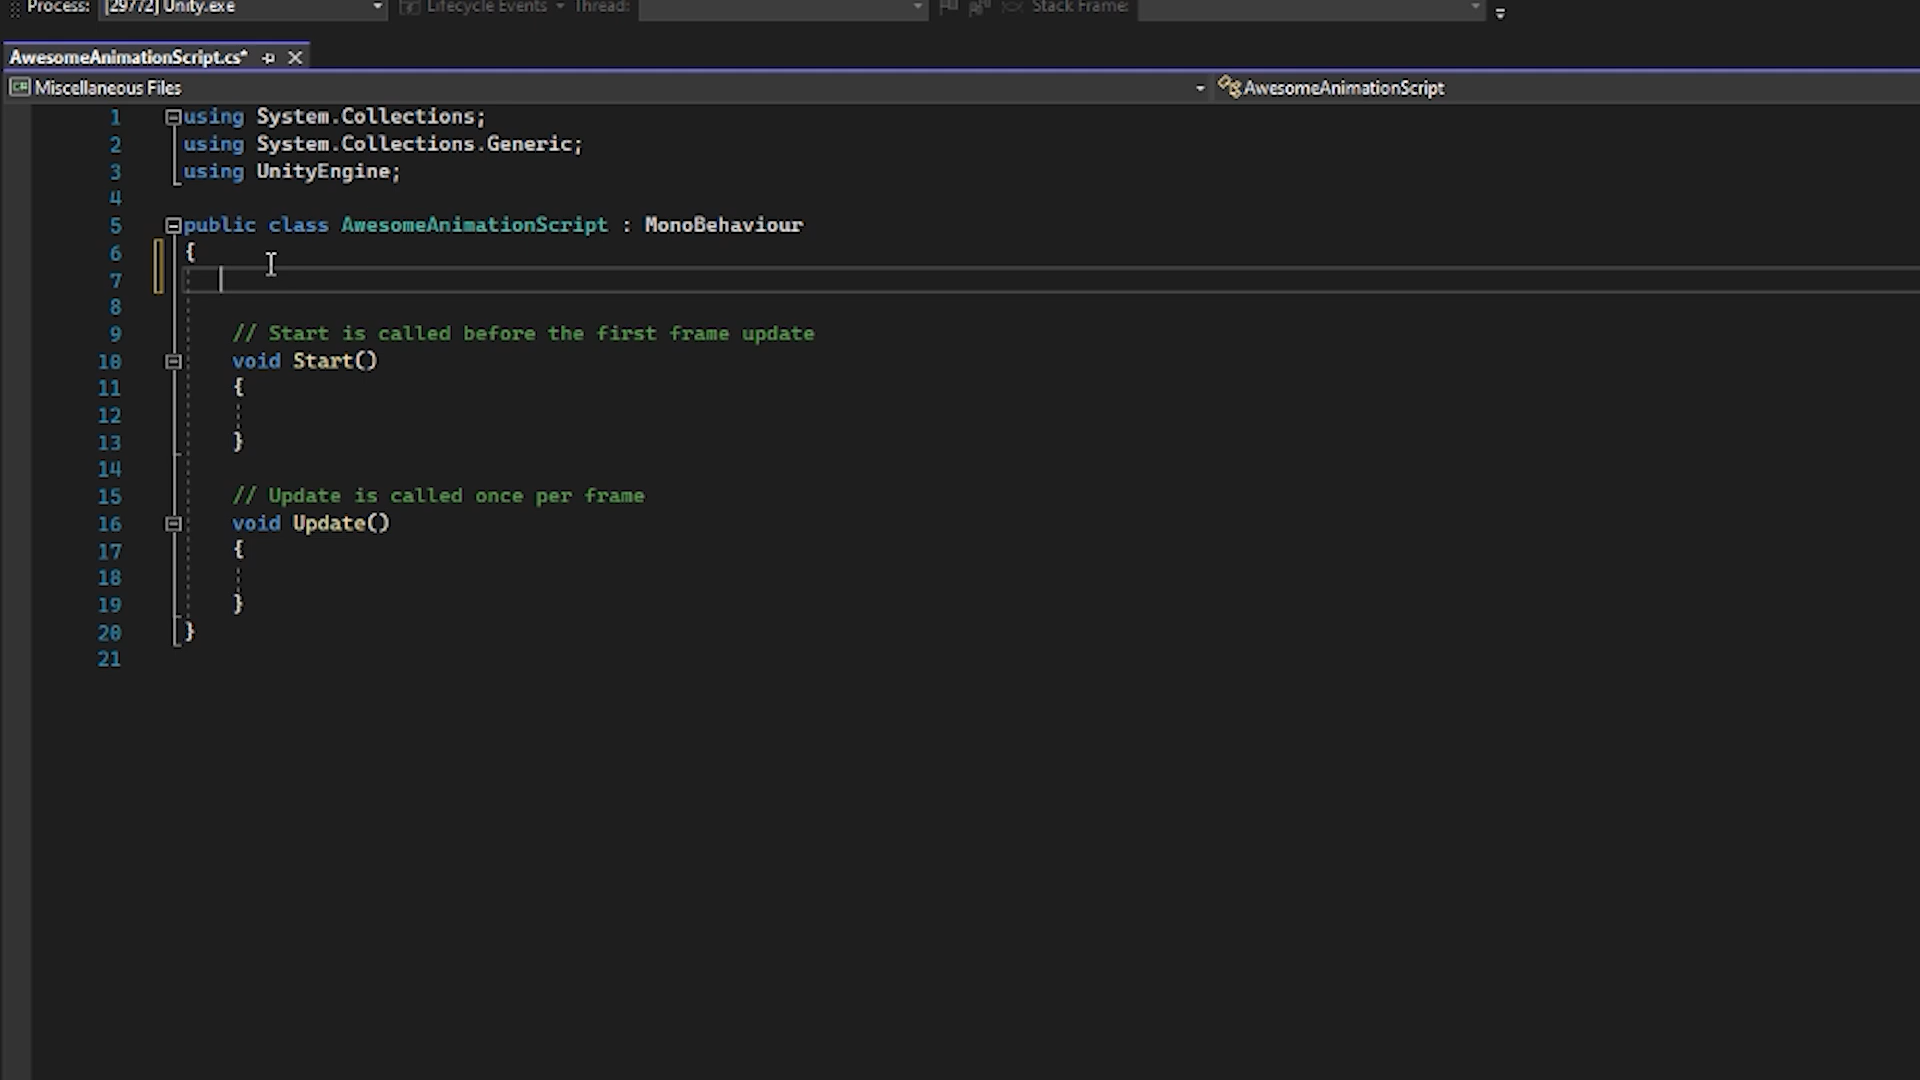 Process: [29772] Unity.exe Lifecycle Events Thread: Stack Frame:
AwesomeAnimationScript.cs*
Miscellaneous Files AwesomeAnimationScript
1 using System.Collections;
2 using System.Collections.Generic;
3 using UnityEngine;
4
5 public class AwesomeAnimationScript : MonoBehaviour
6 {
7
8
9 // Start is called before the first frame update
10 void Start()
11 {
12
13 }
14
15 // Update is called once per frame
16 void Update()
17 {
18
19 }
20 }
21